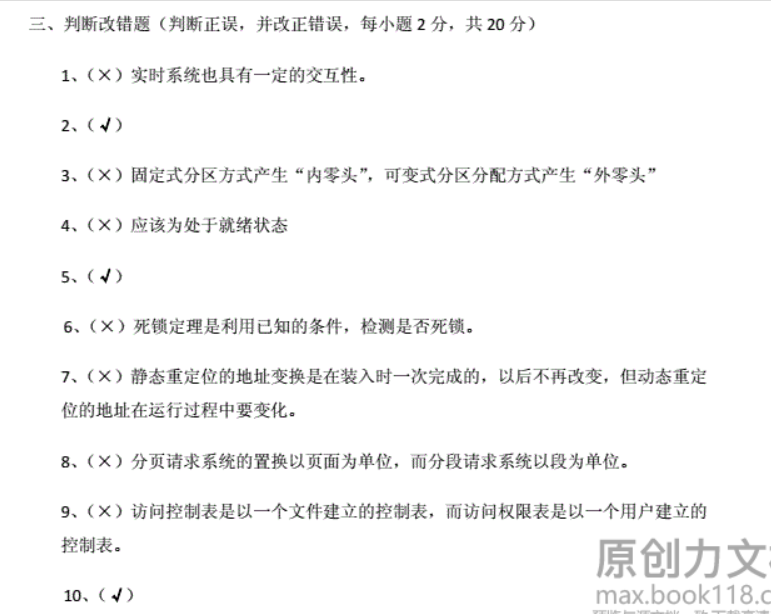 三、判断改错题（判断正误，并改正错误，每小题 2 分，共 20 分）
1、（×）实时系统也具有一定的交互性。
2、（√）
3、（×）固定式分区方式产生“内零头”，可变式分区分配方式产生“外零头”
4、（×）应该为处于就绪状态
5、（√）
6、（×）死锁定理是利用已知的条件，检测是否死锁。
7、（×）静态重定位的地址变换是在装入时一次完成的，以后不再改变，但动态重定
位的地址在运行过程中要变化。
8、（×）分页请求系统的置换以页面为单位，而分段请求系统以段为单位。
9、（×）访问控制表是以一个文件建立的控制表，而访问权限表是以一个用户建立的
控制表。
10、（√）
原创力文
max.book118.c